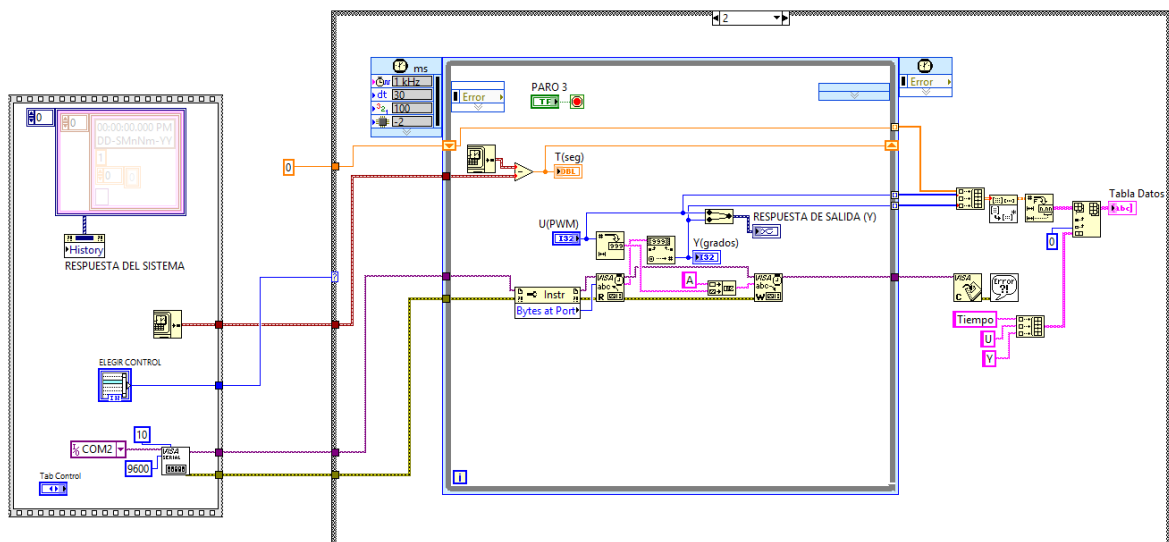 2
0
0
00:00:00.000 PM
DD-SMnNm-YY
1
0
0
History
RESPUESTA DEL SISTEMA
ELEGIR CONTROL
10
COM2
VISA
SERIAL
9600
Tab Control
0
ms
1 kHz
dt
30
100
-2
Error
PARO 3
TF
T(seg)
DBL
U(PWM)
I32
RESPUESTA DE SALIDA (Y)
Y(grados)
I32
A
Instr
Bytes at Port
VISA
abc
R
VISA
abc
W
i
Error
VISA
C
Error
?!
Tiempo
U
Y
0
Tabla Datos
abc